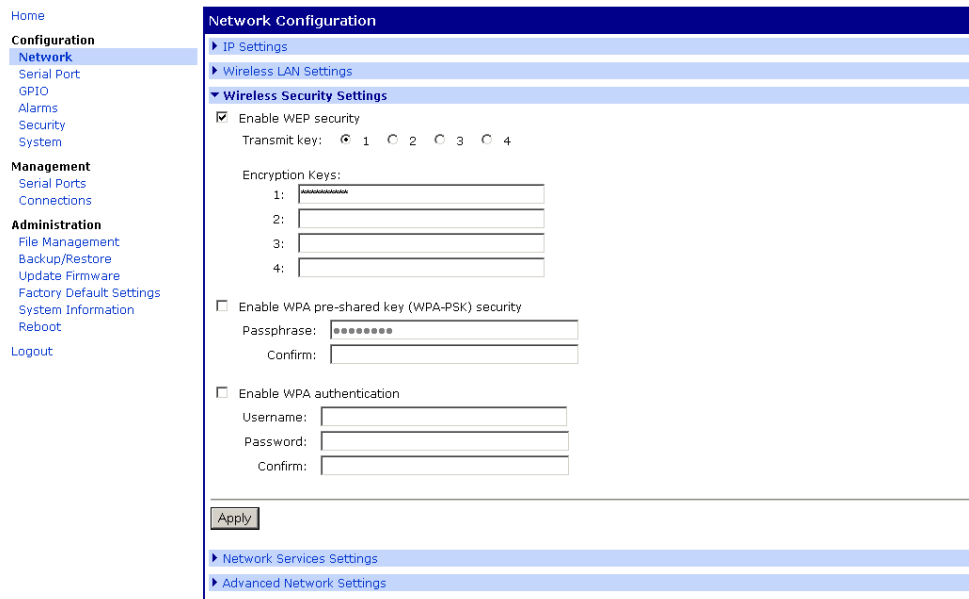 Home
Configuration
Network
Serial Port
GPIO
Alarms
Security
System
Management
Serial Ports
Connections
Administration
File Management
Backup/Restore
Update Firmware
Factory Default Settings
System Information
Reboot
Logout
Network Configuration
IP Settings
Wireless LAN Settings
Wireless Security Settings
Enable WEP security
Transmit key: 1 2 3 4
Encryption Keys:
1: **********
2:
3:
4:
Enable WPA pre-shared key (WPA-PSK) security
Passphrase: ●●●●●●●●
Confirm:
Enable WPA authentication
Username:
Password:
Confirm:
Apply
Network Services Settings
Advanced Network Settings